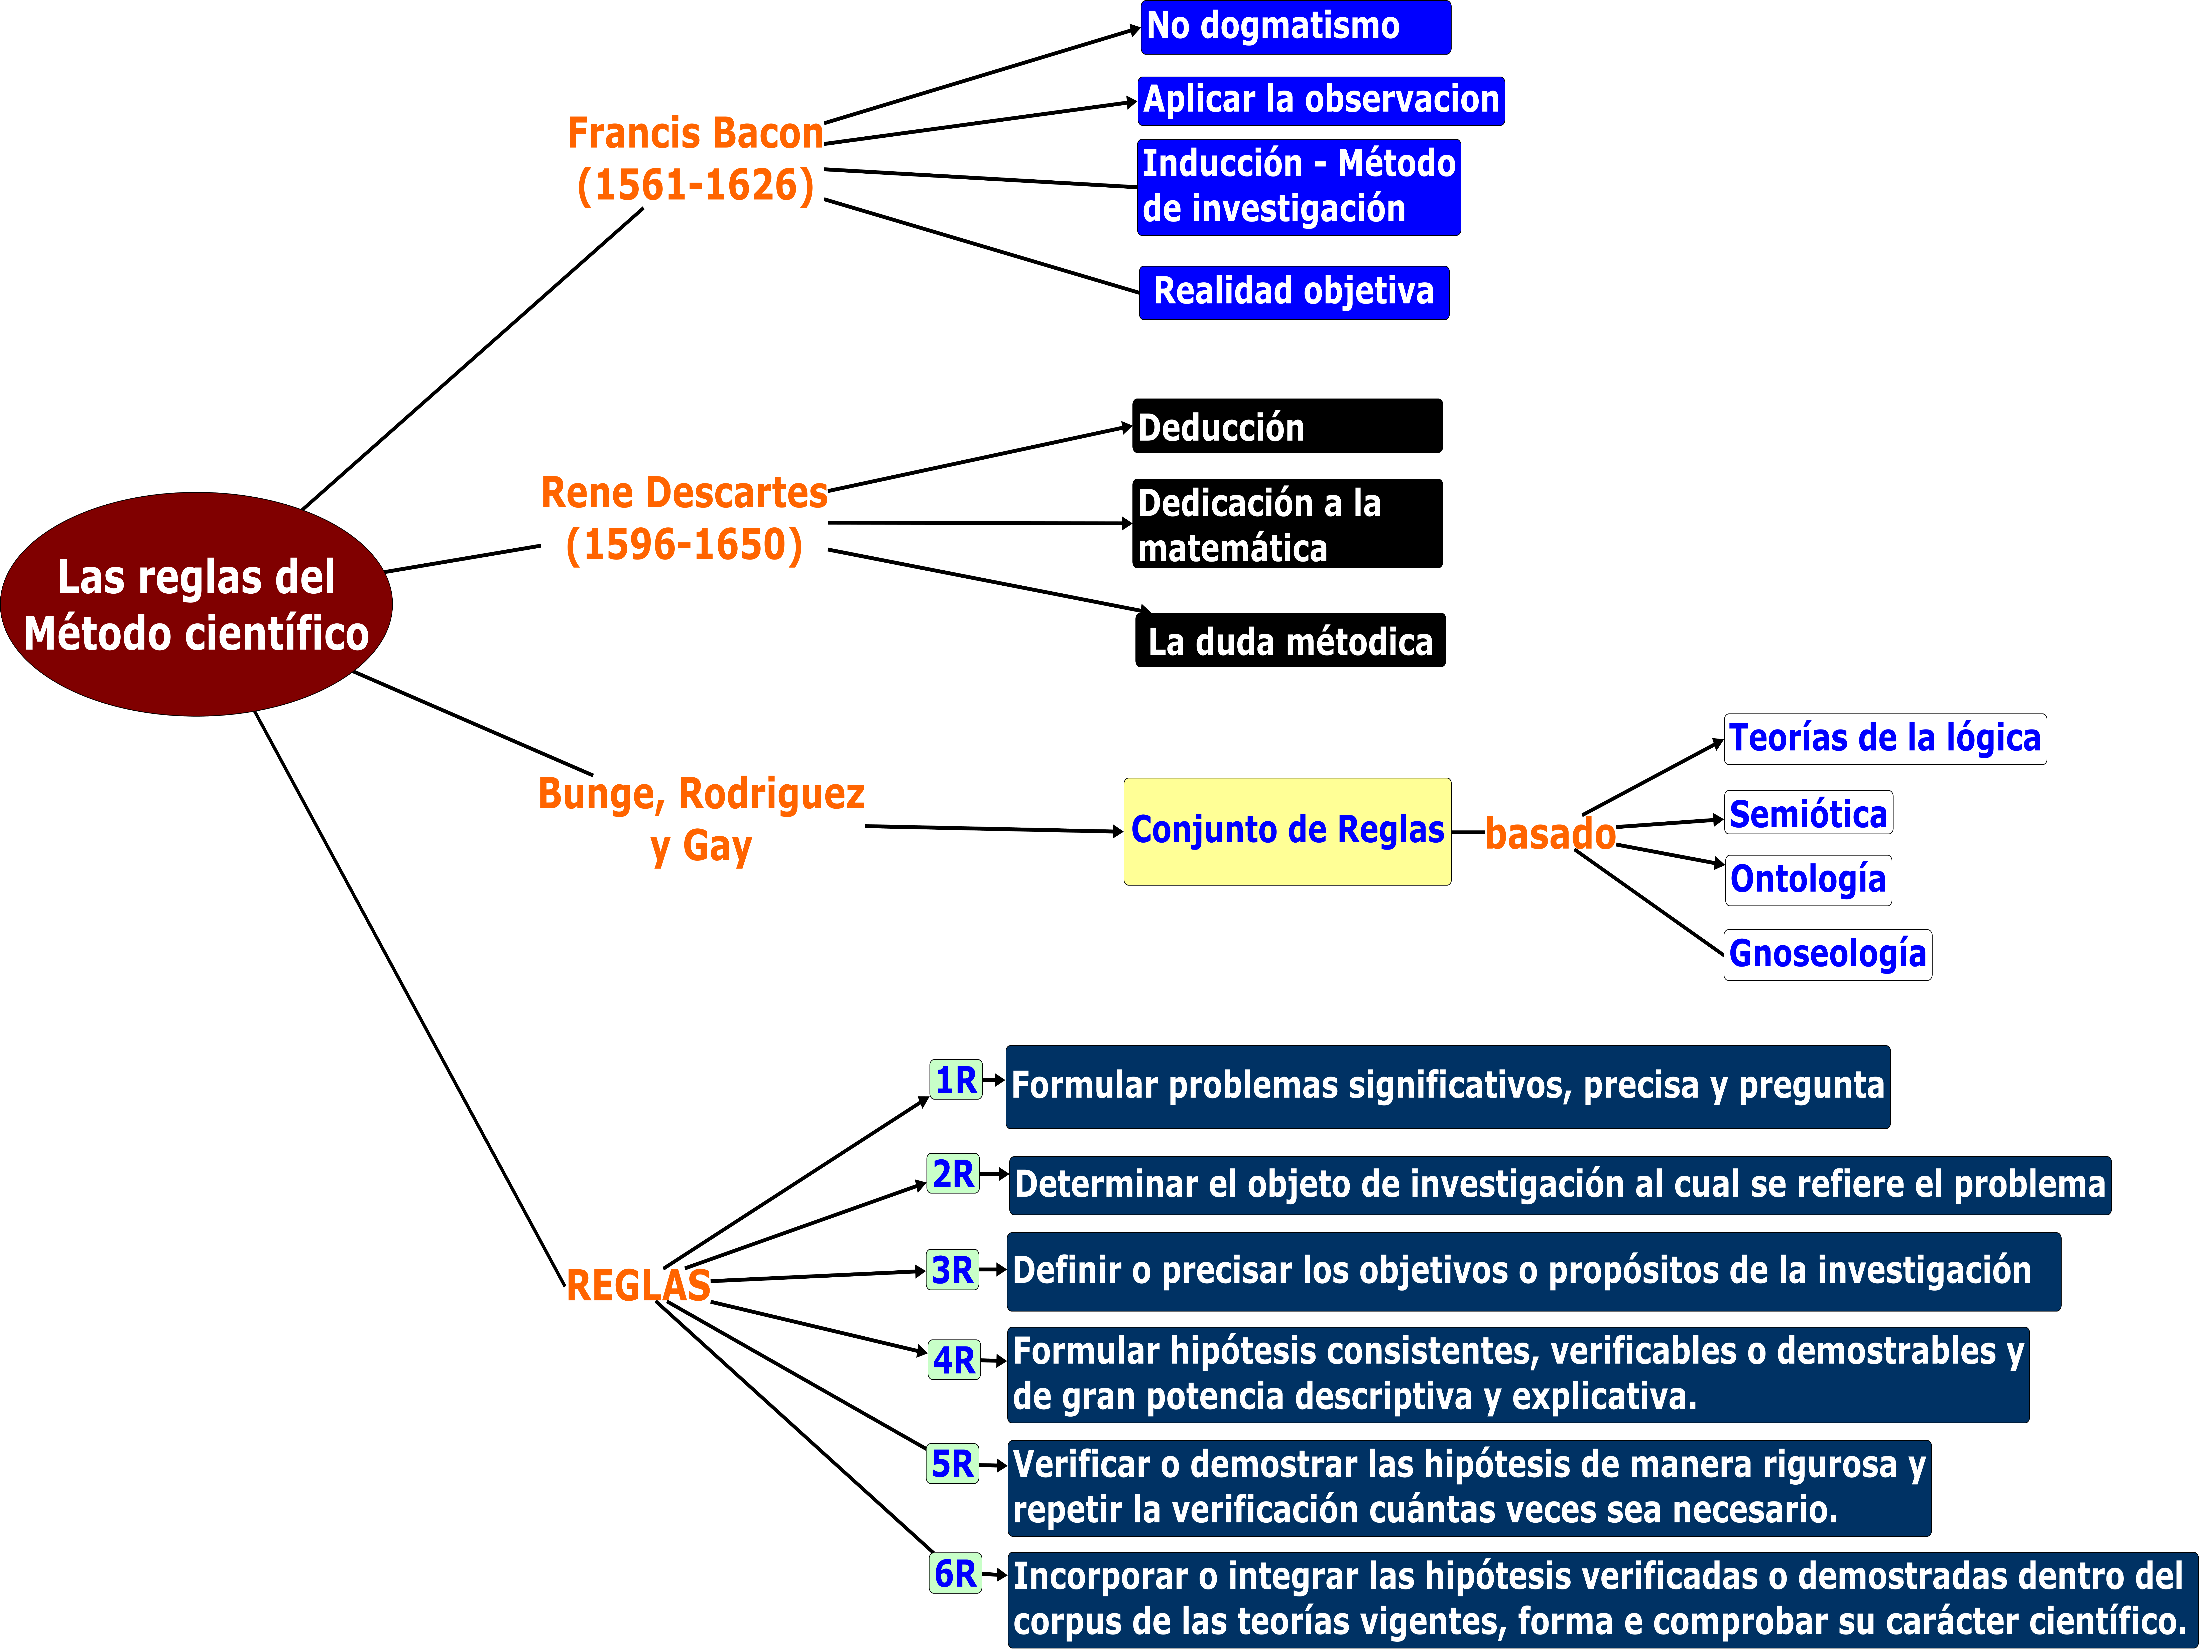 Las reglas del
Método científico
Francis Bacon
(1561-1626)
No dogmatismo
Aplicar la observacion
Inducción - Método
de investigación
Realidad objetiva
Rene Descartes
(1596-1650)
Deducción
Dedicación a la
matemática
La duda métodica
Bunge, Rodriguez
y Gay
Conjunto de Reglas
basado
Teorías de la lógica
Semiótica
Ontología
Gnoseología
REGLAS
1R
Formular problemas significativos, precisa y pregunta
2R
Determinar el objeto de investigación al cual se refiere el problema
3R
Definir o precisar los objetivos o propósitos de la investigación
4R
Formular hipótesis consistentes, verificables o demostrables y
de gran potencia descriptiva y explicativa.
5R
Verificar o demostrar las hipótesis de manera rigurosa y
repetir la verificación cuántas veces sea necesario.
6R
Incorporar o integrar las hipótesis verificadas o demostradas dentro del
corpus de las teorías vigentes, forma e comprobar su carácter científico.